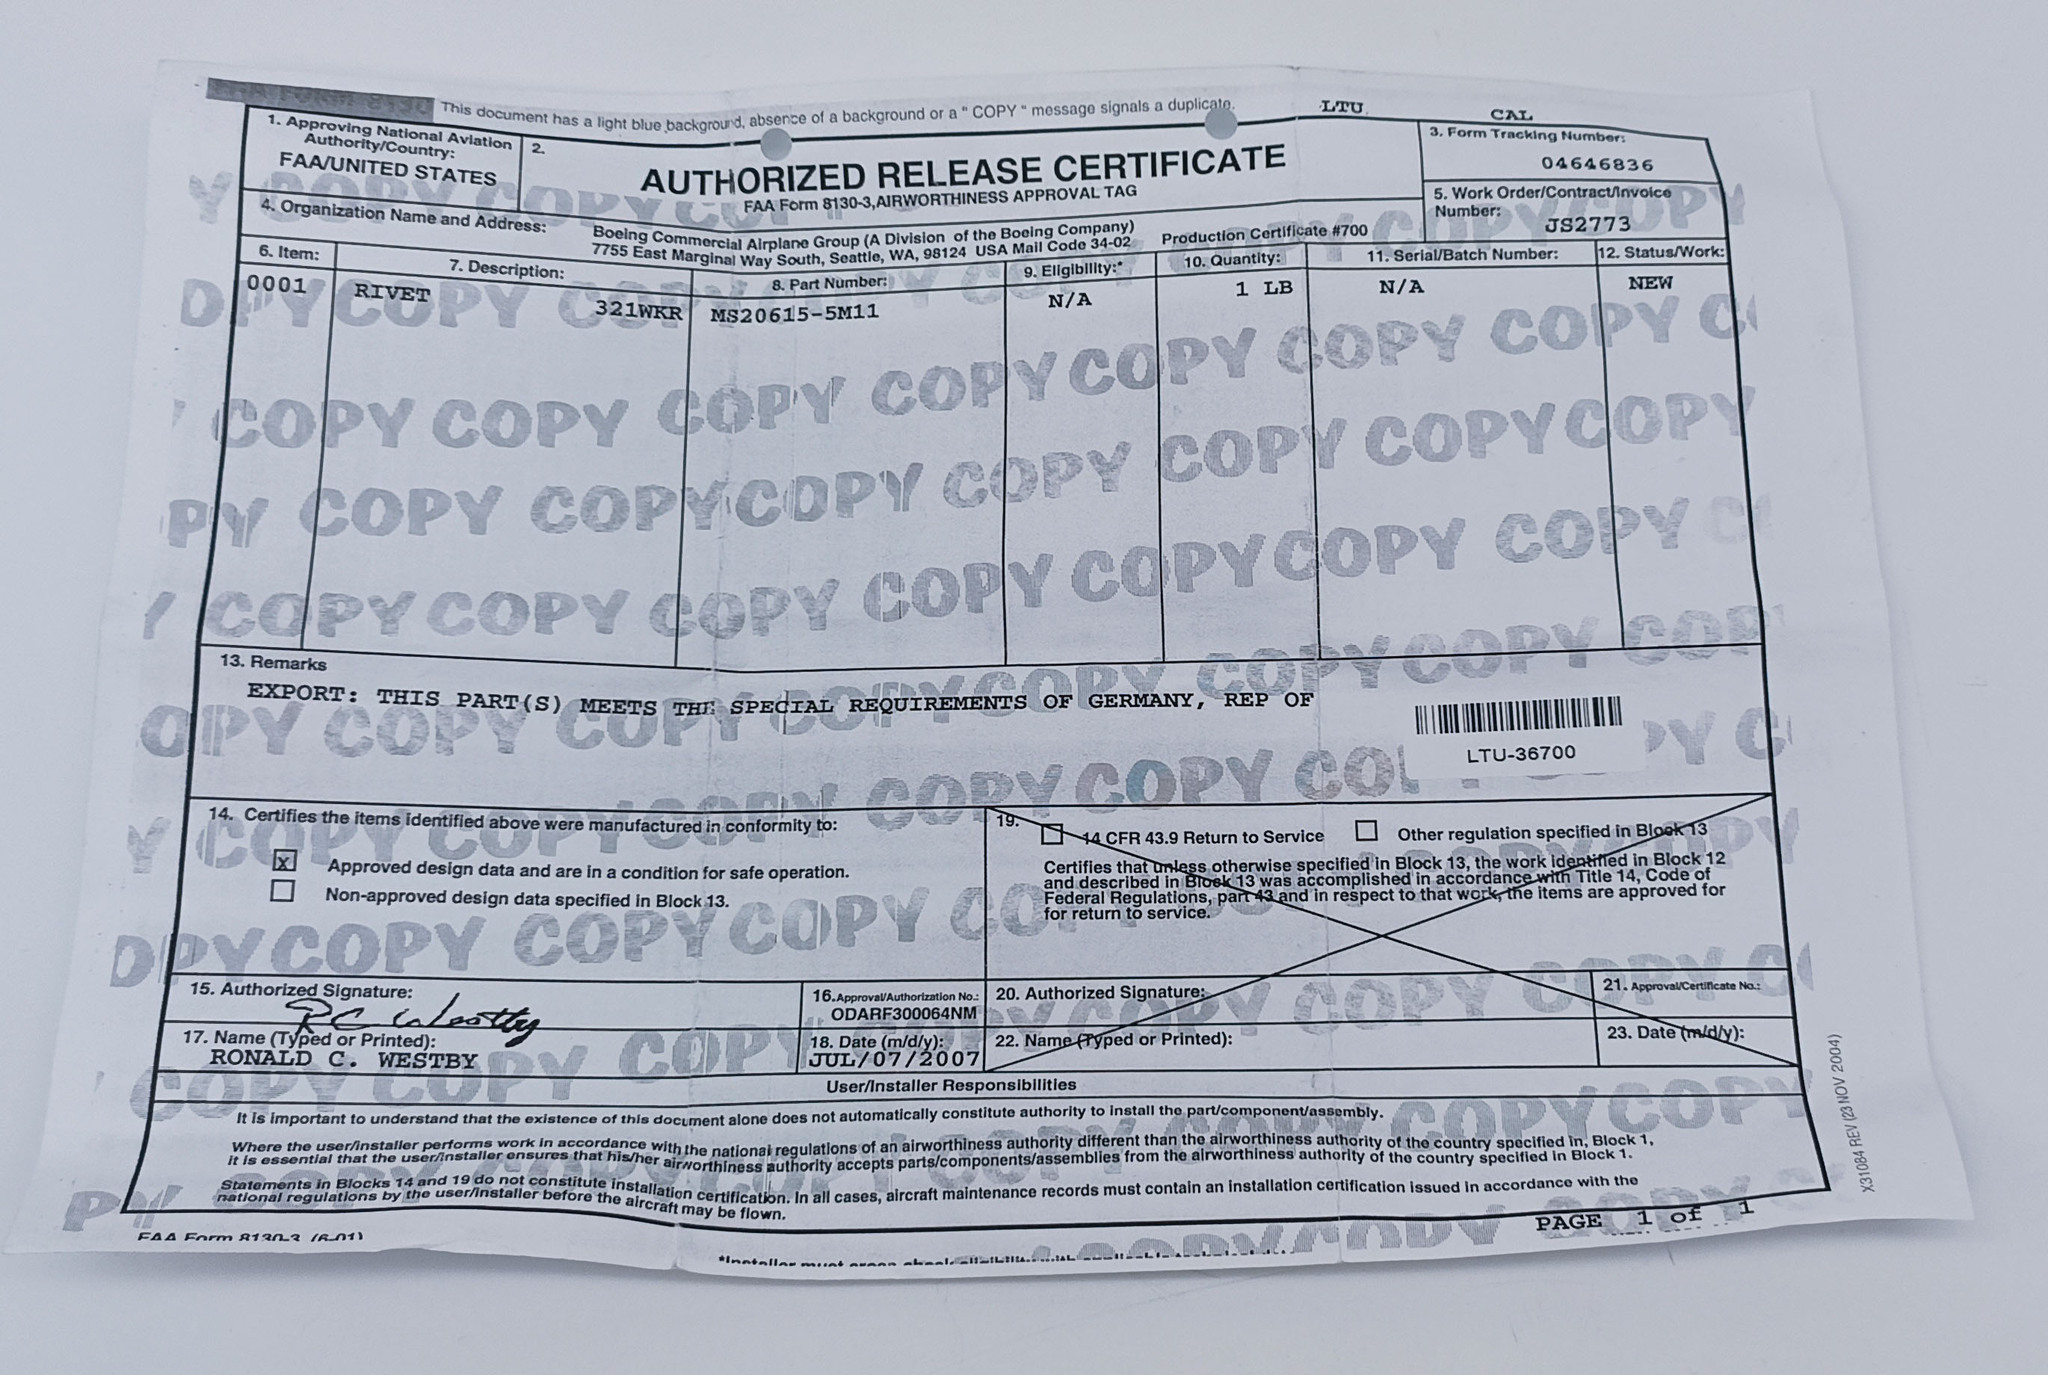 FAA FORM 8130
This document has a light blue background, absence of a background or a " COPY " message signals a duplicate.
LTU CAL
1. Approving National Aviation
Authority/Country:
FAA/UNITED STATES
2.
AUTHORIZED RELEASE CERTIFICATE
FAA Form 8130-3,AIRWORTHINESS APPROVAL TAG
3. Form Tracking Number:
04646836
4. Organization Name and Address:
Boeing Commercial Airplane Group (A Division of the Boeing Company)
7755 East Marginal Way South, Seattle, WA, 98124 USA Mail Code 34-02
Production Certificate #700
5. Work Order/Contract/Invoice
Number:
JS2773
6. Item: 7. Description: 8. Part Number: 9. Eligibility:* 10. Quantity: 11. Serial/Batch Number: 12. Status/Work:
0001 RIVET 321WKR MS20615-5M11 N/A 1 LB N/A NEW
COPY COPY COPY COPY COPY COPY COPY
13. Remarks
EXPORT: THIS PART(S) MEETS THE SPECIAL REQUIREMENTS OF GERMANY, REP OF
LTU-36700
14. Certifies the items identified above were manufactured in conformity to:
x Approved design data and are in a condition for safe operation.
Non-approved design data specified in Block 13.
19. 14 CFR 43.9 Return to Service Other regulation specified in Block 13
Certifies that unless otherwise specified in Block 13, the work identified in Block 12
and described in Block 13 was accomplished in accordance with Title 14, Code of
Federal Regulations, part 43 and in respect to that work, the items are approved for
for return to service.
15. Authorized Signature:
R C Westby
16.Approval/Authorization No.:
ODARF300064NM
20. Authorized Signature:
21. Approval/Certificate No.:
17. Name (Typed or Printed):
RONALD C. WESTBY
18. Date (m/d/y):
JUL/07/2007
22. Name (Typed or Printed):
23. Date (m/d/y):
User/Installer Responsibilities
It is important to understand that the existence of this document alone does not automatically constitute authority to install the part/component/assembly.
Where the user/installer performs work in accordance with the national regulations of an airworthiness authority different than the airworthiness authority of the country specified in, Block 1,
it is essential that the user/installer ensures that his/her airworthiness authority accepts parts/components/assemblies from the airworthiness authority of the country specified in Block 1.
Statements in Blocks 14 and 19 do not constitute installation certification. In all cases, aircraft maintenance records must contain an installation certification issued in accordance with the
national regulations by the user/installer before the aircraft may be flown.
PAGE 1 of 1
FAA Form 8130-3 (6-01)
*Installer must cross check
X31084 REV (23 NOV 2004)